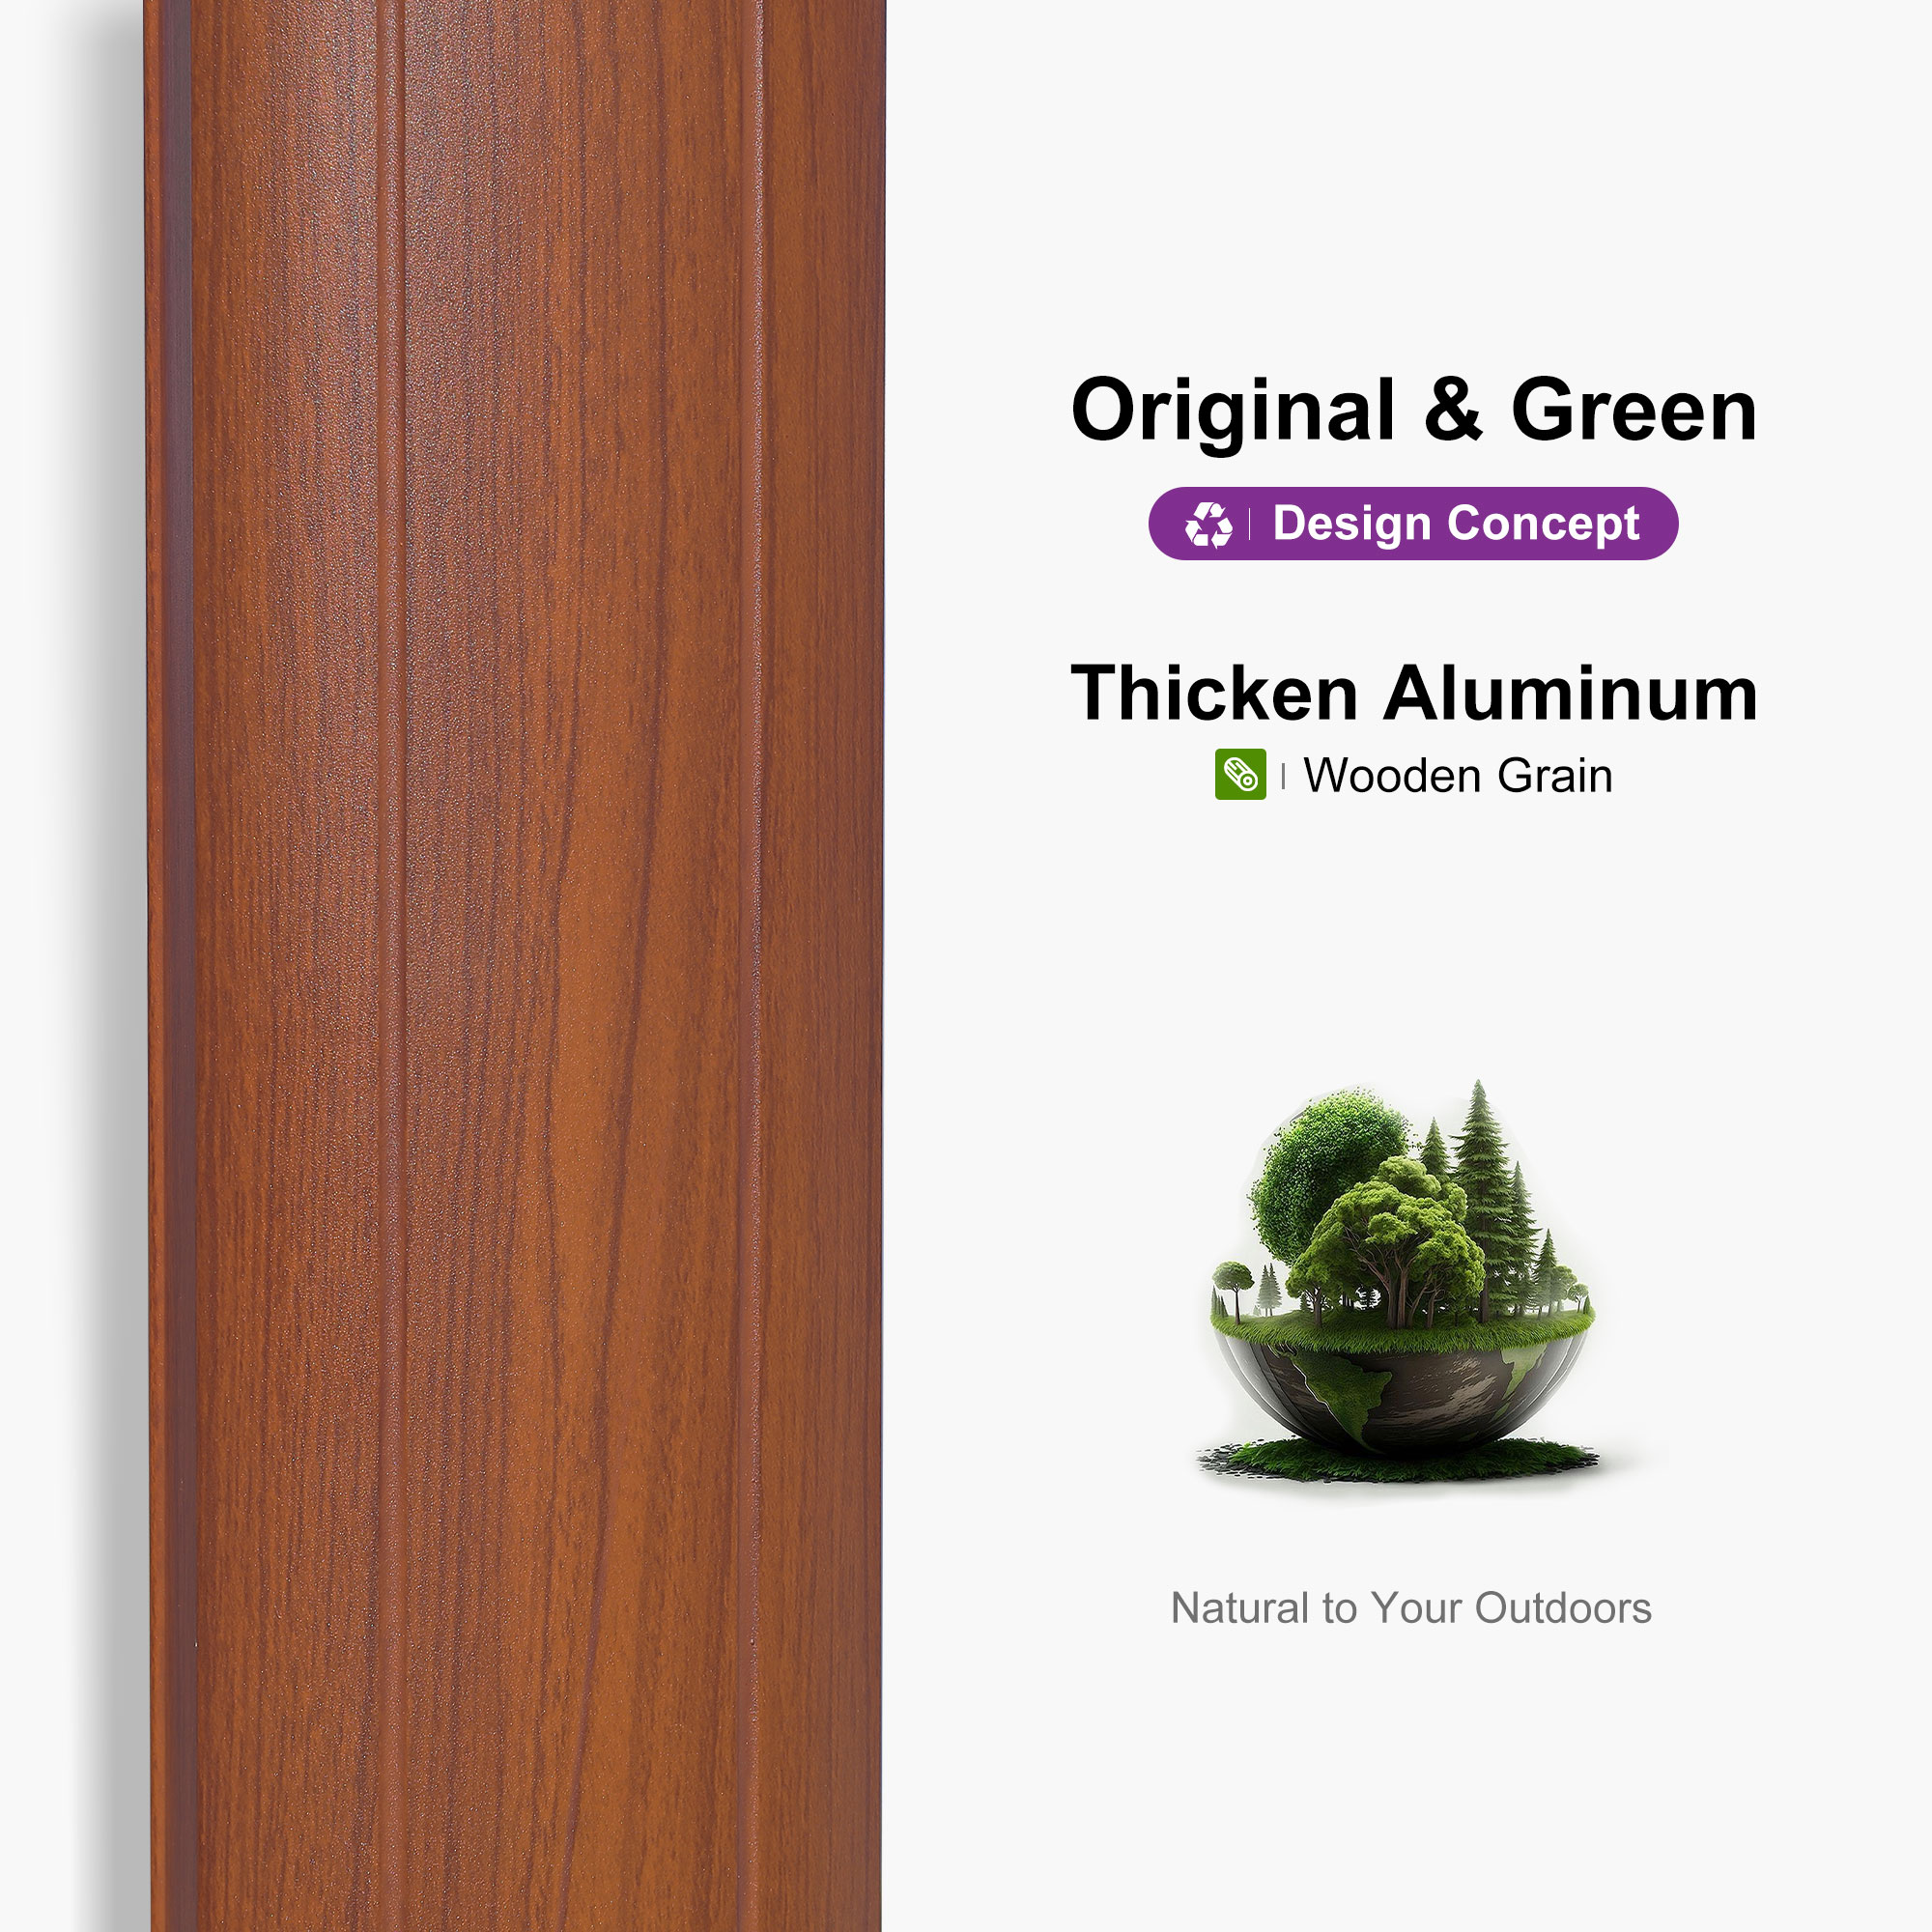 Original & Green
Design Concept
Thicken Aluminum
Wooden Grain
Natural to Your Outdoors